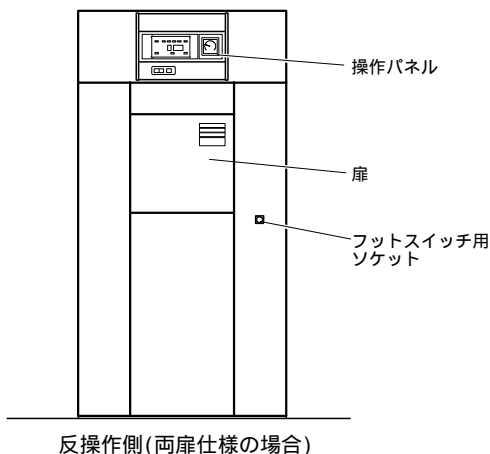 操作パネル
扉
フットスイッチ用
ソケット
反操作側(両扉仕様の場合)